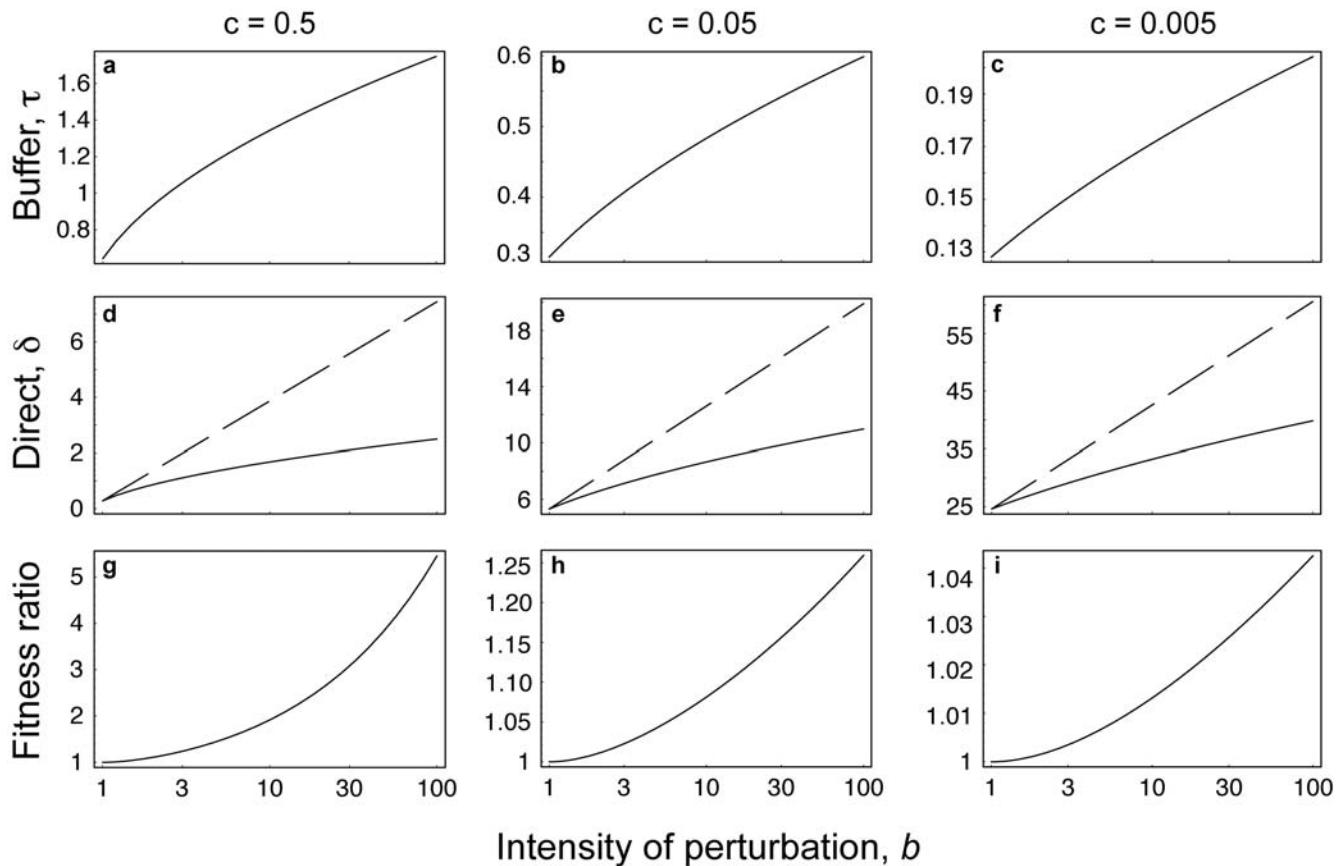 c = 0.5 c = 0.05 c = 0.005
Buffer, τ
a
1.6
1.4
1.2
1
0.8
b
0.6
0.5
0.4
0.3
c
0.19
0.17
0.15
0.13
Direct, δ
d
6
4
2
0
e
18
14
10
6
f
55
45
35
25
Fitness ratio
g
5
4
3
2
1
1 3 10 30 100
h
1.25
1.20
1.15
1.10
1.05
1
1 3 10 30 100
i
1.04
1.03
1.02
1.01
1
1 3 10 30 100
Intensity of perturbation, b